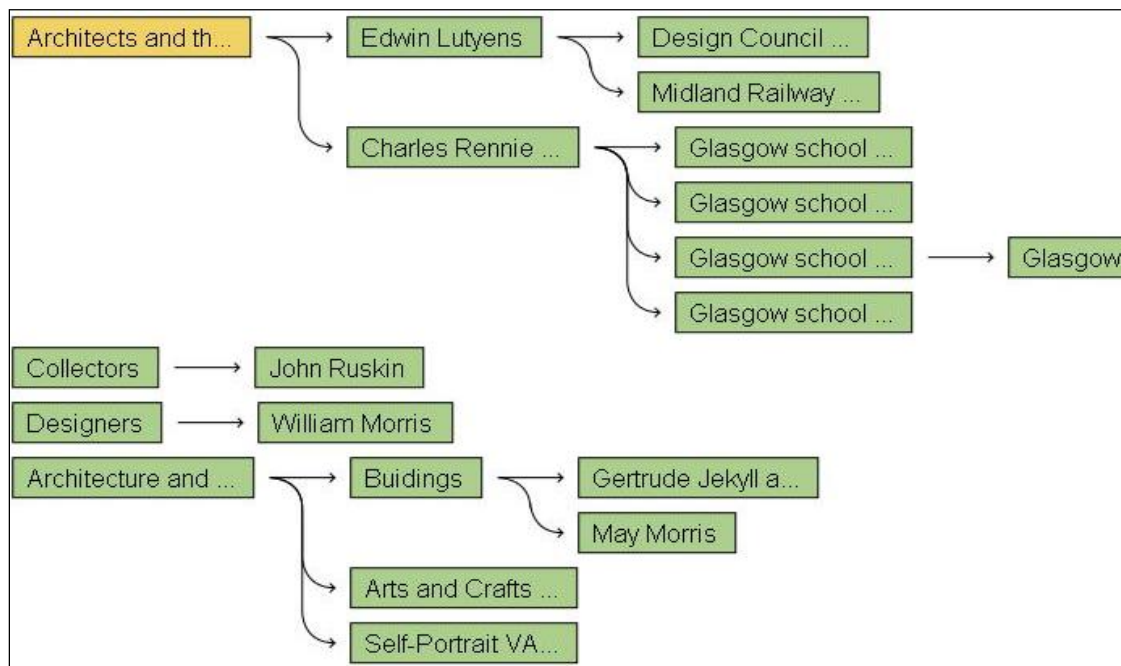 Architects and th...
Edwin Lutyens
Design Council ...
Midland Railway ...
Charles Rennie ...
Glasgow school ...
Glasgow school ...
Glasgow school ...
Glasgow
Glasgow school ...
Collectors
John Ruskin
Designers
William Morris
Architecture and ...
Buidings
Gertrude Jekyll a...
May Morris
Arts and Crafts ...
Self-Portrait VA...